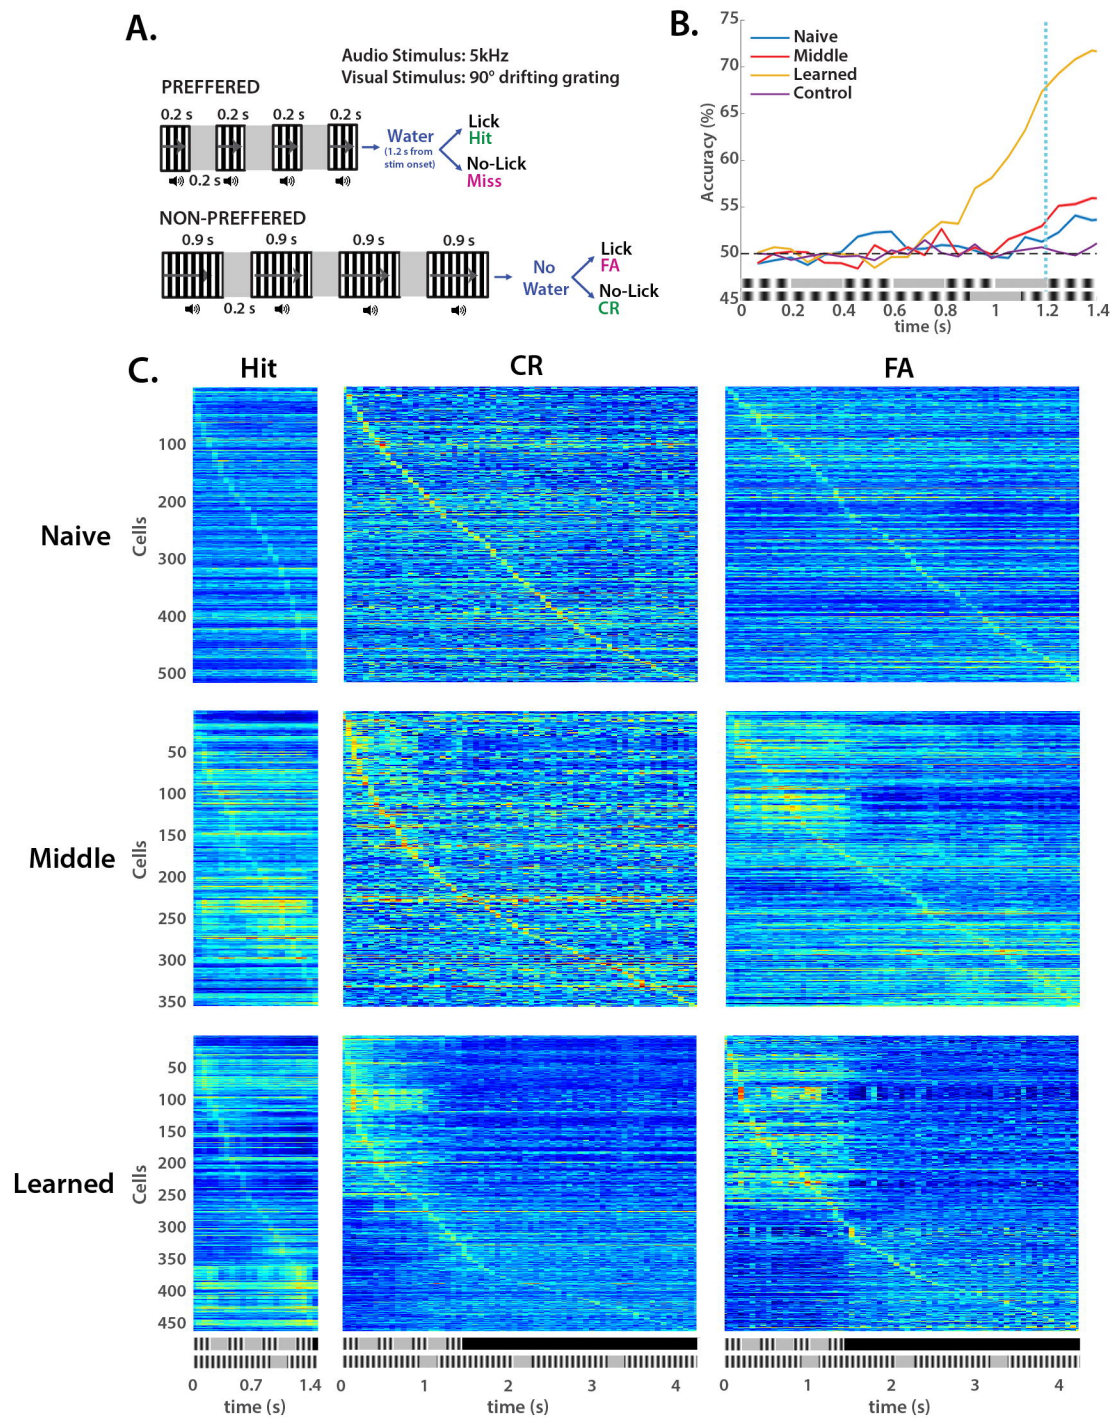 A.
Audio Stimulus: 5kHz
Visual Stimulus: 90° drifting grating
PREFFERED
0.2 s 0.2 s 0.2 s 0.2 s
0.2 s
Water
(1.2 s from
stim onset)
Lick
Hit
No-Lick
Miss
NON-PREFFERED
0.9 s 0.9 s 0.9 s 0.9 s
0.2 s
No
Water
Lick
FA
No-Lick
CR
B.
75
70
65
60
55
50
45
Accuracy (%)
Naive
Middle
Learned
Control
0 0.2 0.4 0.6 0.8 1 1.2 1.4
time (s)
C.
Hit CR FA
Naive
Cells
100
200
300
400
500
Middle
Cells
50
100
150
200
250
300
350
Learned
Cells
50
100
150
200
250
300
350
400
450
0 0.7 1.4 0 1 2 3 4 0 1 2 3 4
time (s) time (s) time (s)